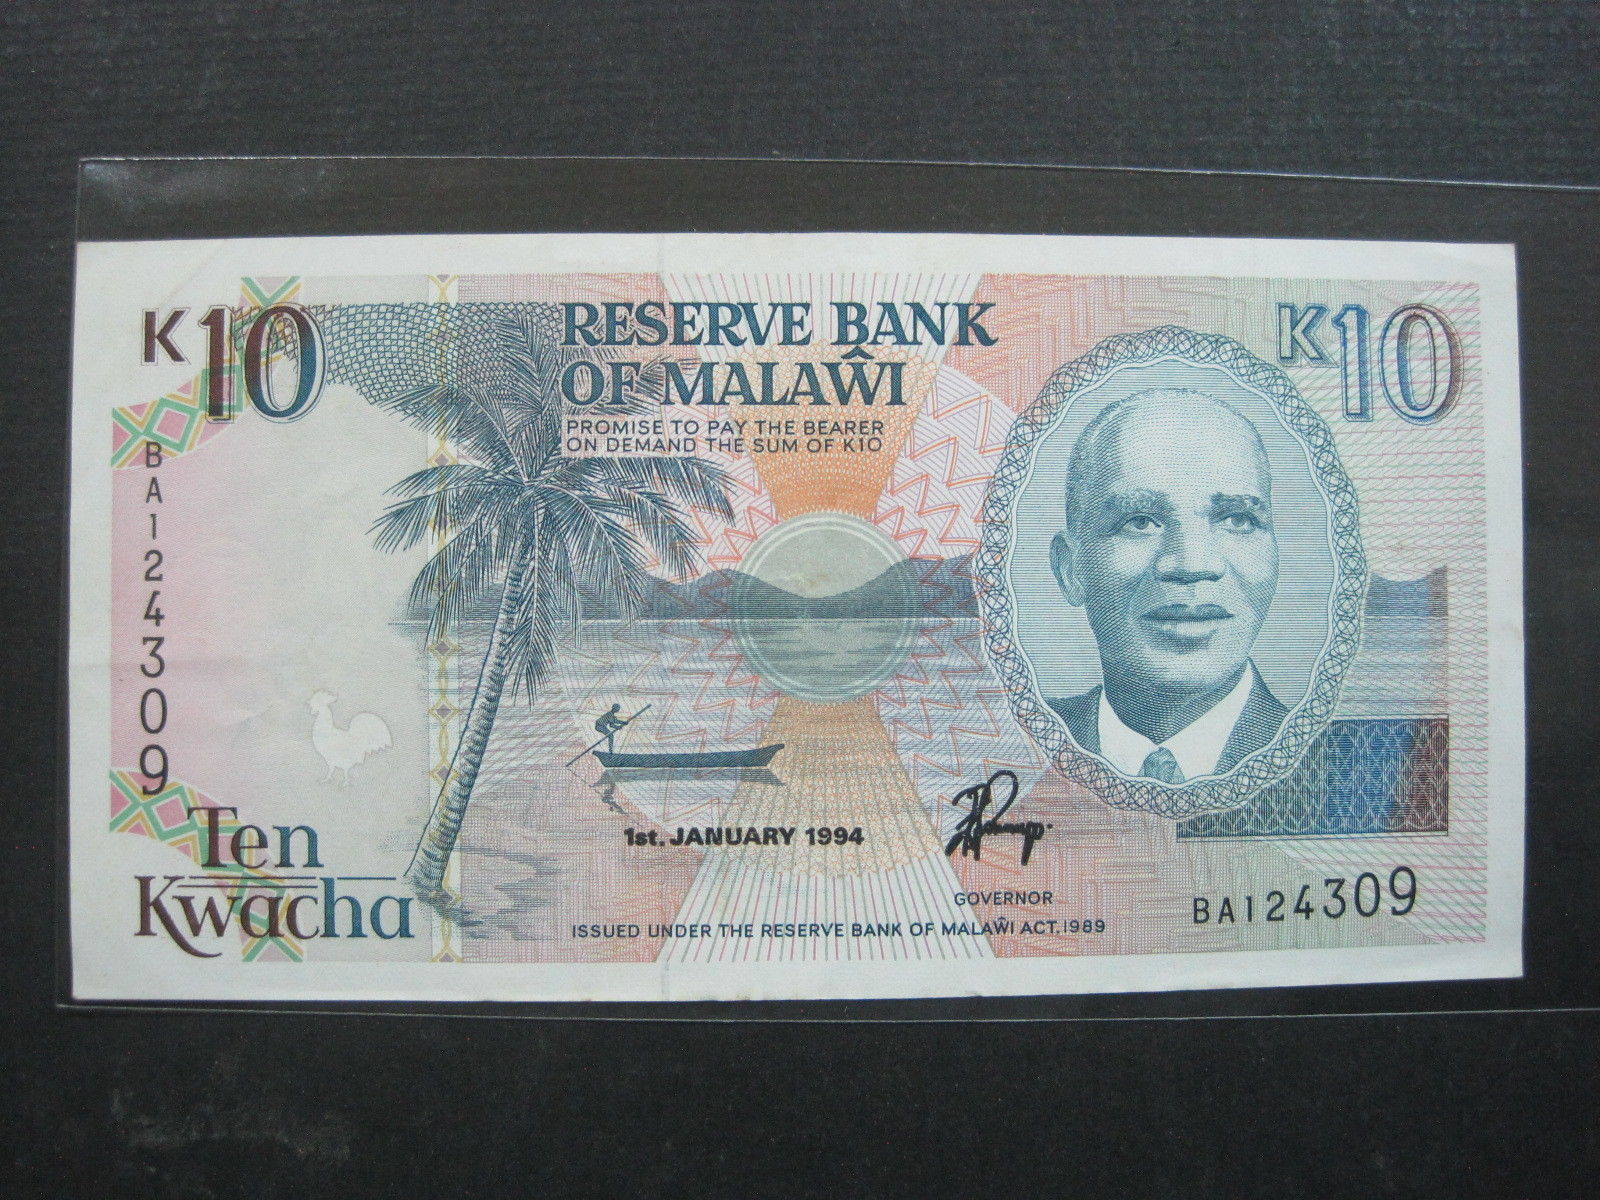 K10
RESERVE BANK
OF MALAŴI
PROMISE TO PAY THE BEARER
ON DEMAND THE SUM OF K10
K10
BA124309
1st. JANUARY 1994
Ten
Kwacha
GOVERNOR
ISSUED UNDER THE RESERVE BANK OF MALAŴI ACT, 1989
BA124309